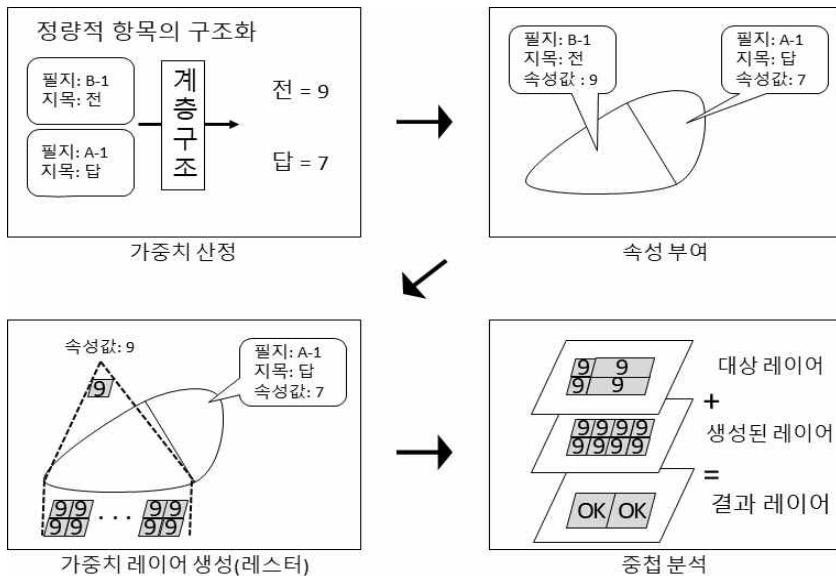 정량적 항목의 구조화
필지: B-1
지목: 전
필지: A-1
지목: 답
계
층
구
조
전 = 9
답 = 7
가중치 산정
필지: B-1
지목: 전
속성값 : 9
필지: A-1
지목: 답
속성값: 7
속성 부여
속성값: 9
9
필지: A-1
지목: 답
속성값: 7
9 9 ... 9 9
9 9 9 9
가중치 레이어 생성(레스터)
9 9
9 9
대상 레이어
+
9 9 9 9
9 9 9 9
생성된 레이어
=
OK OK
결과 레이어
중첩 분석